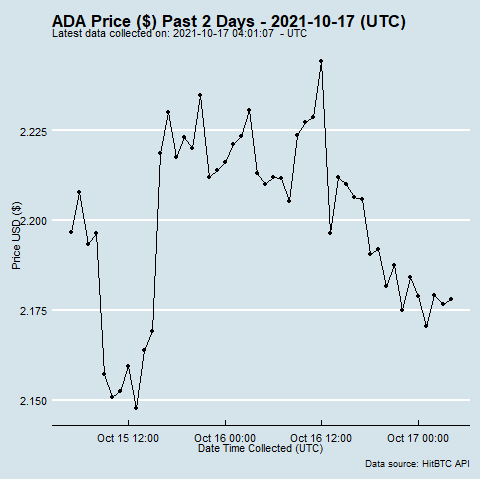 ADA Price ($) Past 2 Days - 2021-10-17 (UTC)
Latest data collected on: 2021-10-17 04:01:07  - UTC
Price USD ($)
2.225
2.200
2.175
2.150
Oct 15 12:00 Oct 16 00:00 Oct 16 12:00 Oct 17 00:00
Date Time Collected (UTC)
Data source: HitBTC API